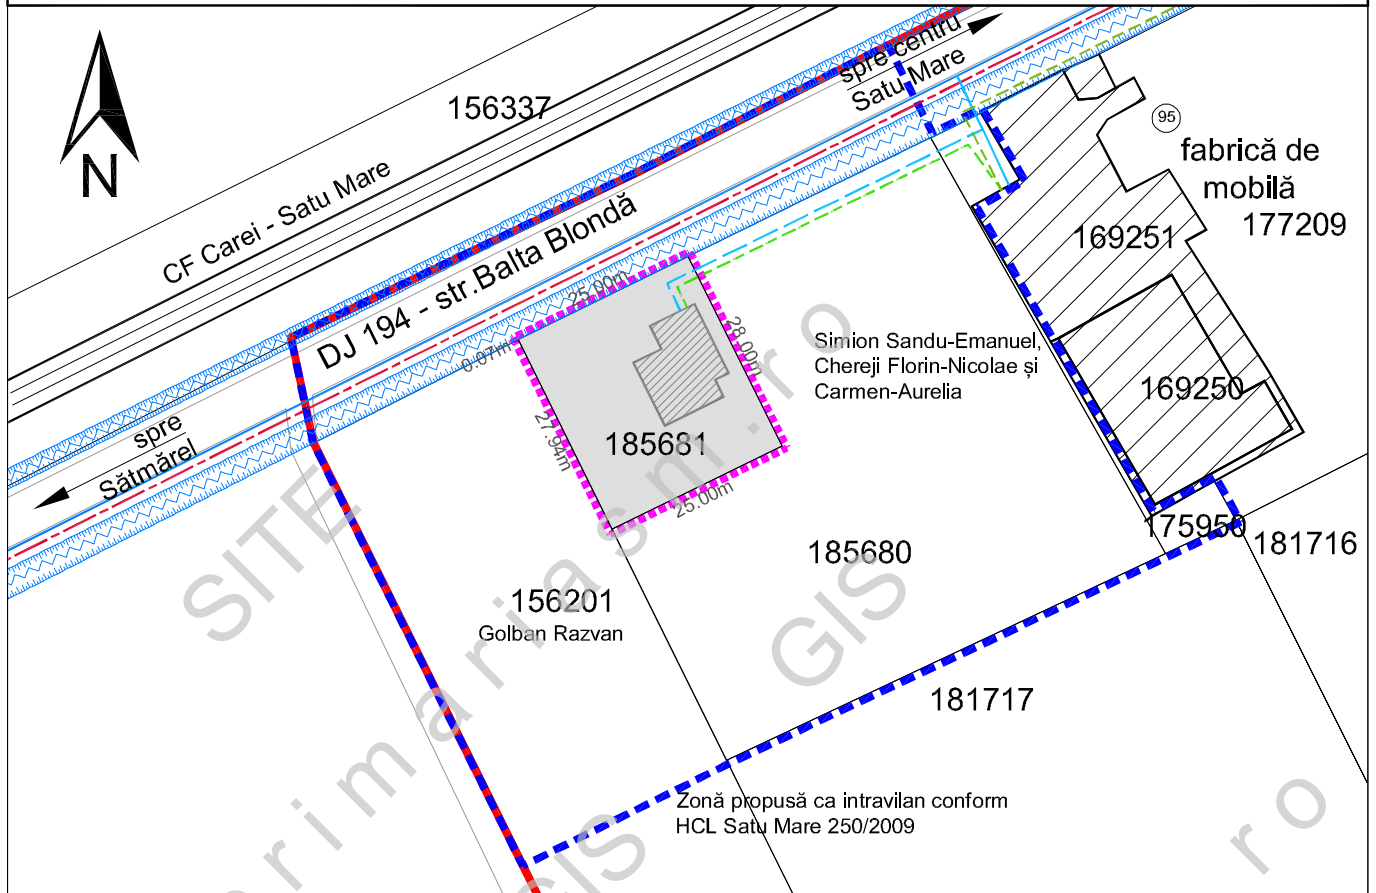 spre centru
Satu Mare
156337
95
fabrică de
mobilă
177209
N
CF Carei - Satu Mare
DJ 194 - str.Balta Blondă
169251
25.00m
28.00m
0.07m
27.94m
25.00m
185681
Simion Sandu-Emanuel,
Chereji Florin-Nicolae și
Carmen-Aurelia
169250
spre
Sătmărel
175950
181716
185680
156201
Golban Razvan
181717
Zonă propusă ca intravilan conform
HCL Satu Mare 250/2009
SITE
rimariasm.ro
GIS
GIS
ro